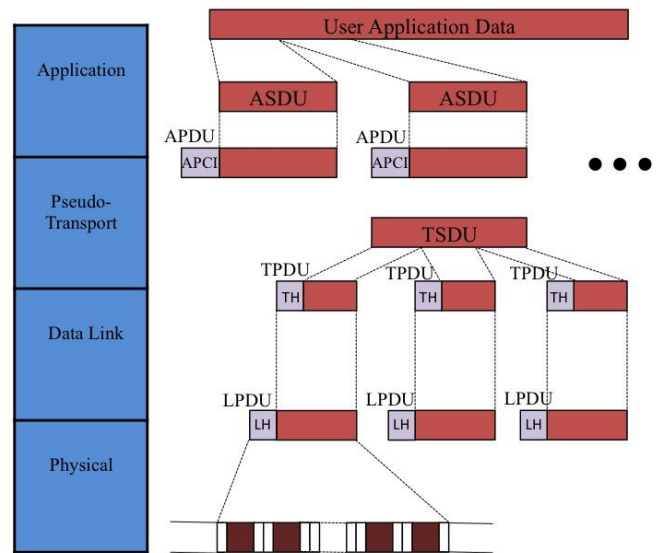 User Application Data
Application
ASDU ASDU
APDU APDU
APCI APCI
Pseudo-
Transport
TSDU
TPDU TPDU TPDU
TH TH TH
Data Link
LPDU LPDU LPDU
LH LH LH
Physical